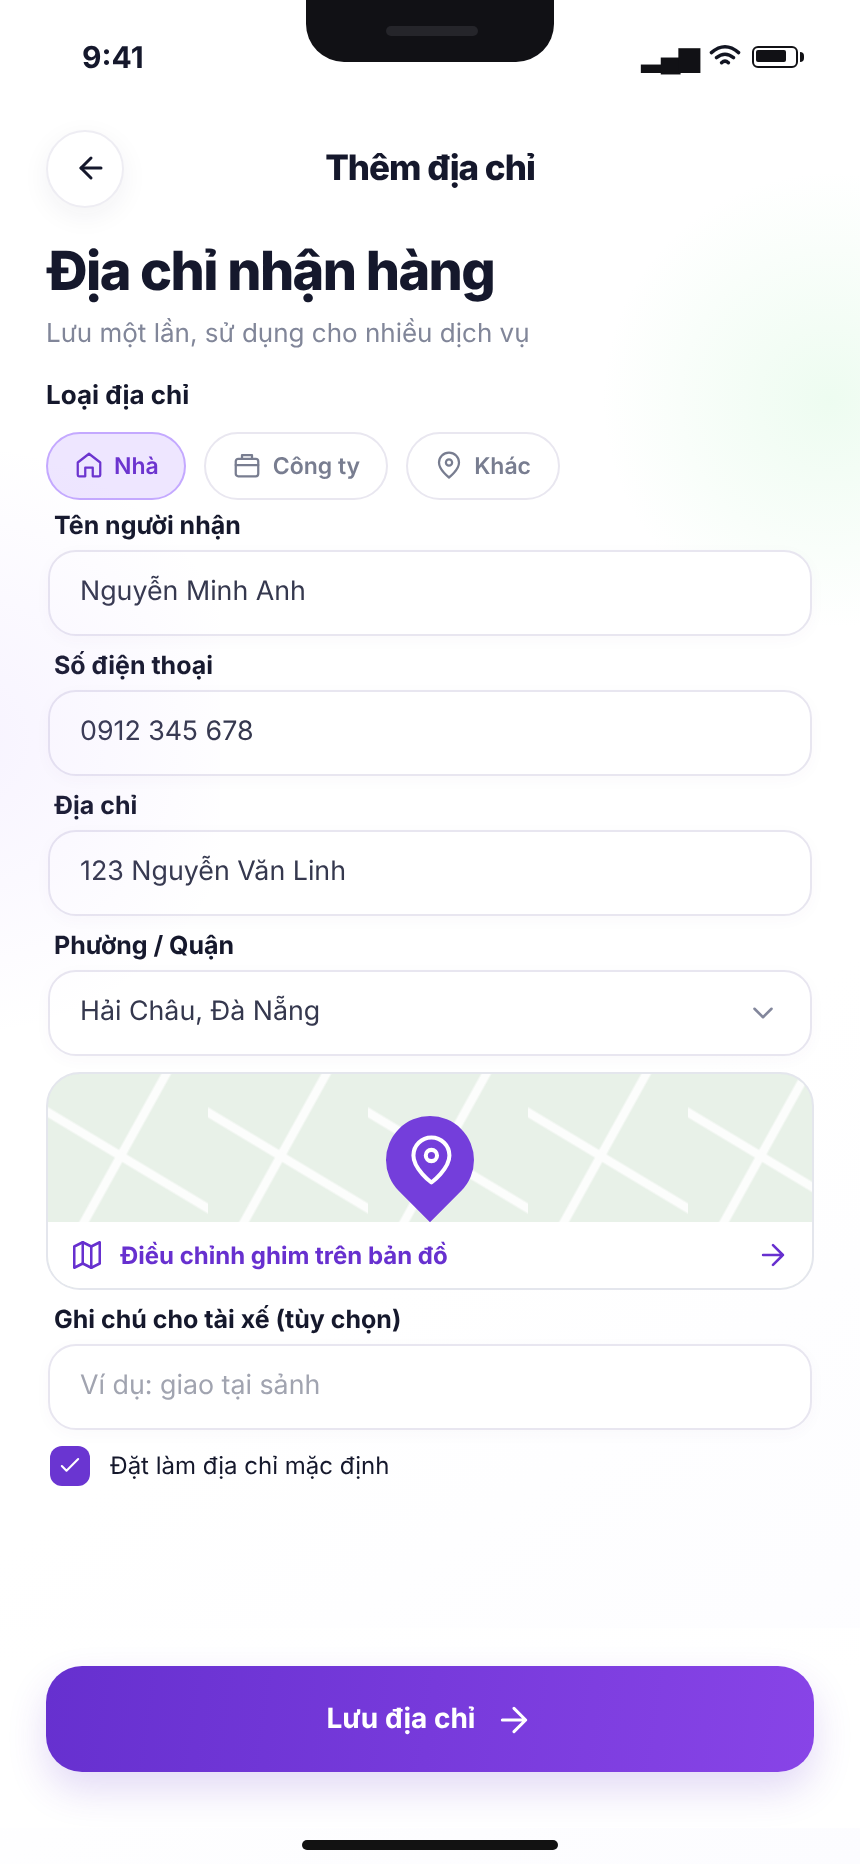 9:41
Thêm địa chỉ
Địa chỉ nhận hàng
Lưu một lần, sử dụng cho nhiều dịch vụ
Loại địa chỉ
Nhà
Công ty
Khác
Tên người nhận
Nguyễn Minh Anh
Số điện thoại
0912 345 678
Địa chỉ
123 Nguyễn Văn Linh
Phường / Quận
Hải Châu, Đà Nẵng
Điều chỉnh ghim trên bản đồ
Ghi chú cho tài xế (tùy chọn)
Ví dụ: giao tại sảnh
Đặt làm địa chỉ mặc định
Lưu địa chỉ